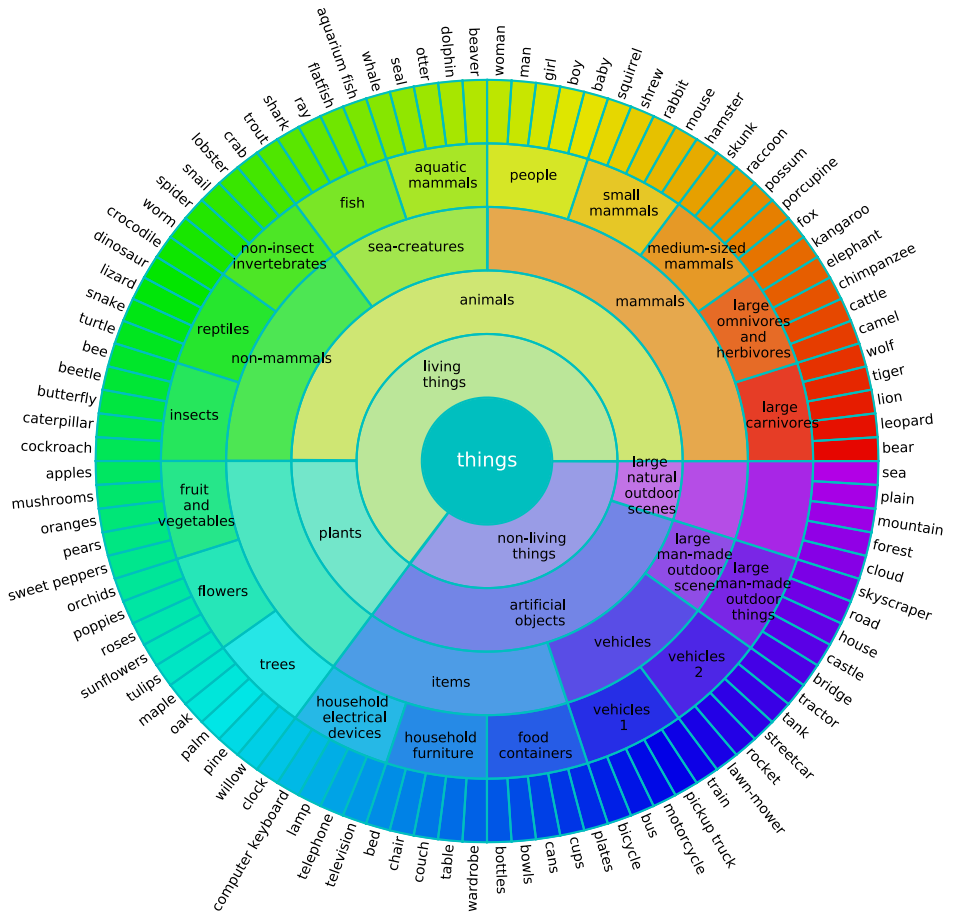 things
living
things
non-living
things
animals
plants
large
natural
outdoor
scenes
artificial
objects
mammals
non-mammals
sea-creatures
large
man-made
outdoor
scene
vehicles
items
people
small
mammals
medium-sized
mammals
large
omnivores
and
herbivores
large
carnivores
large
man-made
outdoor
things
vehicles
2
vehicles
1
food
containers
household
furniture
household
electrical
devices
trees
flowers
fruit
and
vegetables
insects
reptiles
non-insect
invertebrates
fish
aquatic
mammals
woman
man
girl
boy
baby
squirrel
shrew
rabbit
mouse
hamster
skunk
raccoon
possum
porcupine
fox
kangaroo
elephant
chimpanzee
cattle
camel
wolf
tiger
lion
leopard
bear
sea
plain
mountain
forest
cloud
skyscraper
road
house
castle
bridge
tractor
tank
streetcar
rocket
lawn-mower
train
pickup truck
motorcycle
bus
bicycle
plates
cups
cans
bowls
bottles
wardrobe
table
couch
chair
bed
television
telephone
lamp
computer keyboard
clock
willow
pine
palm
oak
maple
tulips
sunflowers
roses
poppies
orchids
sweet peppers
pears
oranges
mushrooms
apples
cockroach
caterpillar
butterfly
beetle
bee
turtle
snake
lizard
dinosaur
crocodile
worm
spider
snail
lobster
crab
trout
shark
ray
flatfish
aquarium fish
whale
seal
otter
dolphin
beaver